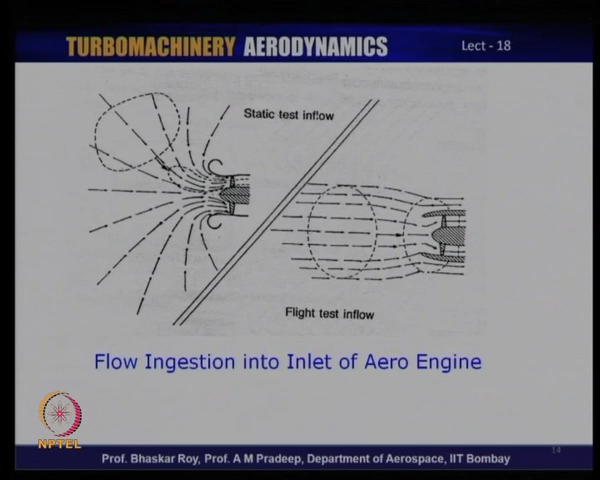 TURBOMACHINERY AERODYNAMICS
Lect - 18
Static test inflow
Flight test inflow
Flow Ingestion into Inlet of Aero Engine
NPTEL
14
Prof. Bhaskar Roy, Prof. A M Pradeep, Department of Aerospace, IIT Bombay